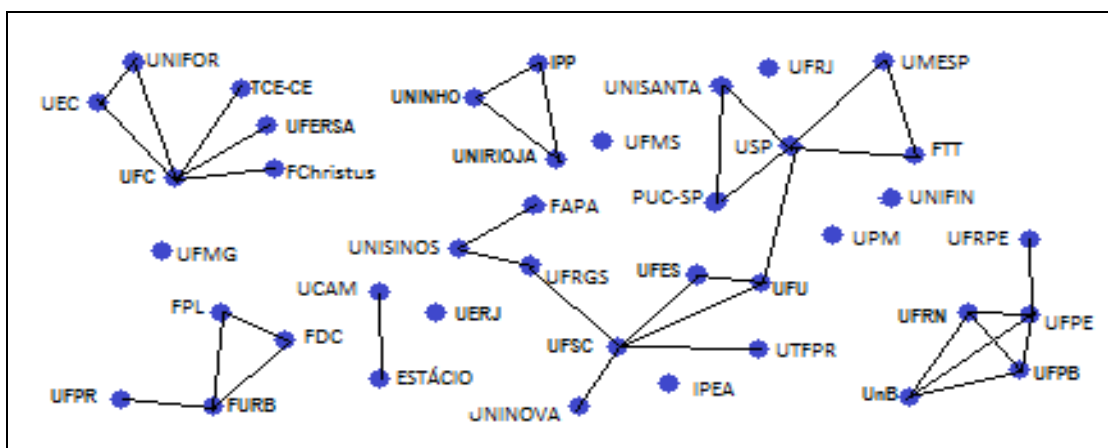 UNIFOR
IPP
UFRJ
UMESP
UEC
TCE-CE
UNINHO
UNISANTA
UFERSA
UFMS
USP
FTT
UFC
FChristus
UNIRIOJA
PUC-SP
UNIFIN
FAPA
UPM
UFRPE
UFMG
UNISINOS
UFRGS
UFES
UFU
UCAM
FPL
UERJ
UFRN
UFPE
FDC
UFSC
UTFPR
UFPB
ESTÁCIO
IPEA
UnB
UFPR
FURB
UNINOVA